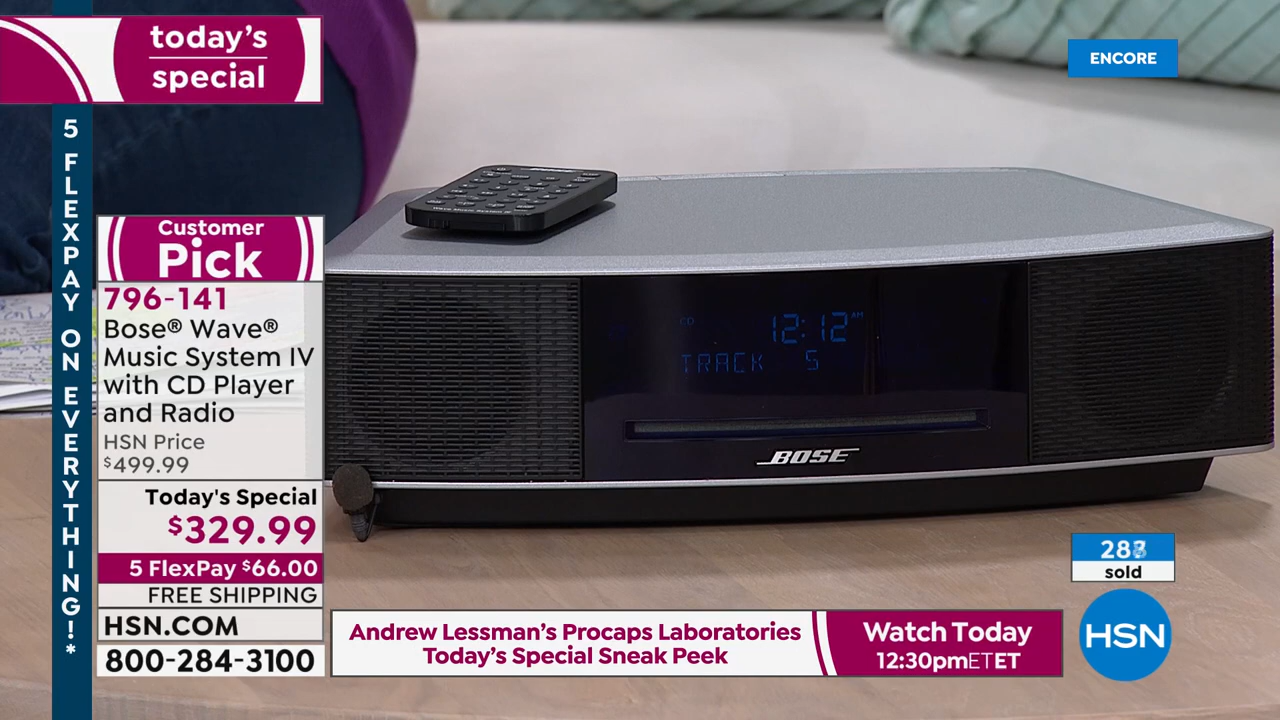 today's
special
ENCORE
5 FLEXPAY ON EVERYTHING!*
Customer
Pick
796-141
Bose® Wave®
Music System IV
with CD Player
and Radio
HSN Price
$499.99
Today's Special
$329.99
5 FlexPay $66.00
FREE SHIPPING
HSN.COM
800-284-3100
CD
12:12 AM
TRACK 5
BOSE
sold
HSN
Andrew Lessman's Procaps Laboratories
Today's Special Sneak Peek
Watch Today
12:30pmETET